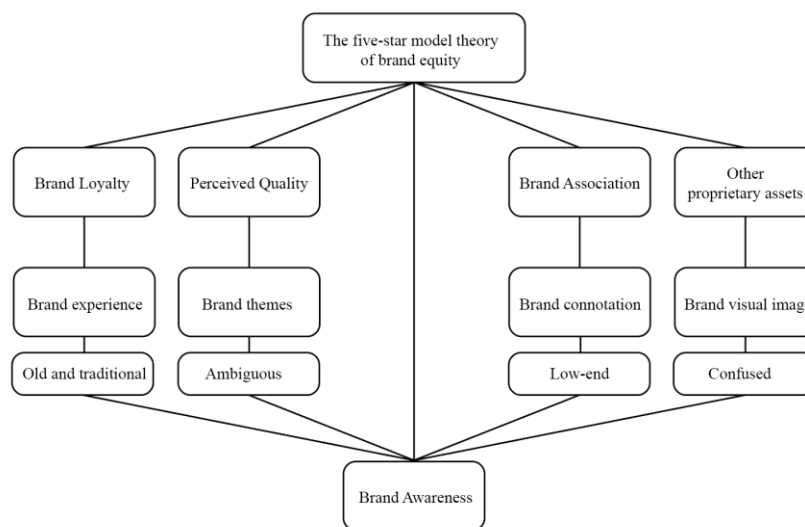 The five-star model theory
of brand equity
Brand Loyalty
Perceived Quality
Brand Association
Other
proprietary assets
Brand experience
Brand themes
Brand connotation
Brand visual imag
Old and traditional
Ambiguous
Low-end
Confused
Brand Awareness